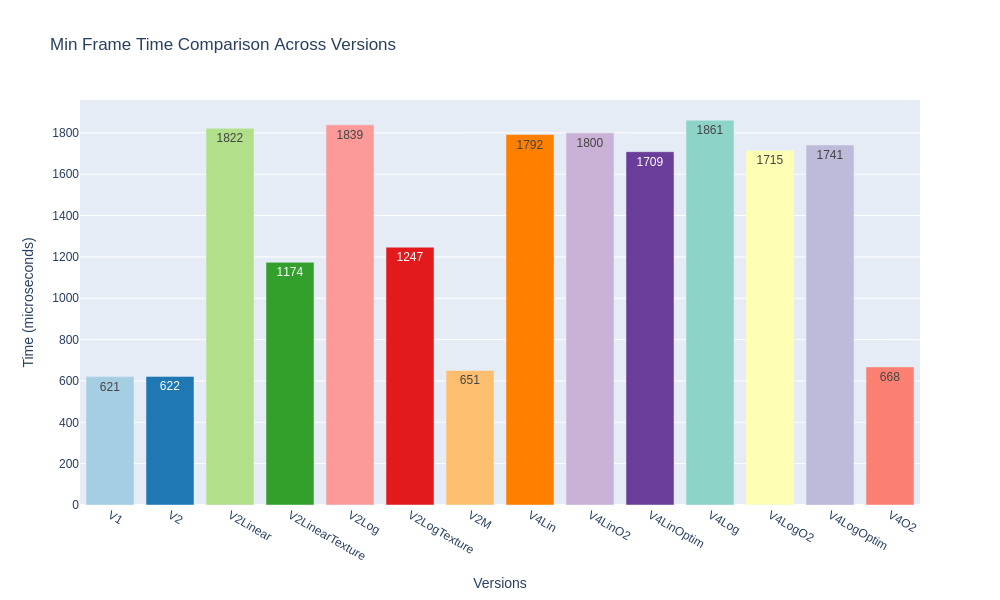 Min Frame Time Comparison Across Versions
Time (microseconds)
1800
1600
1400
1200
1000
800
600
400
200
0
621
622
1822
1174
1839
1247
651
1792
1800
1709
1861
1715
1741
668
V1
V2
V2Linear
V2LinearTexture
V2Log
V2LogTexture
V2M
V4Lin
V4LinO2
V4LinOptim
V4Log
V4LogO2
V4LogOptim
V4O2
Versions